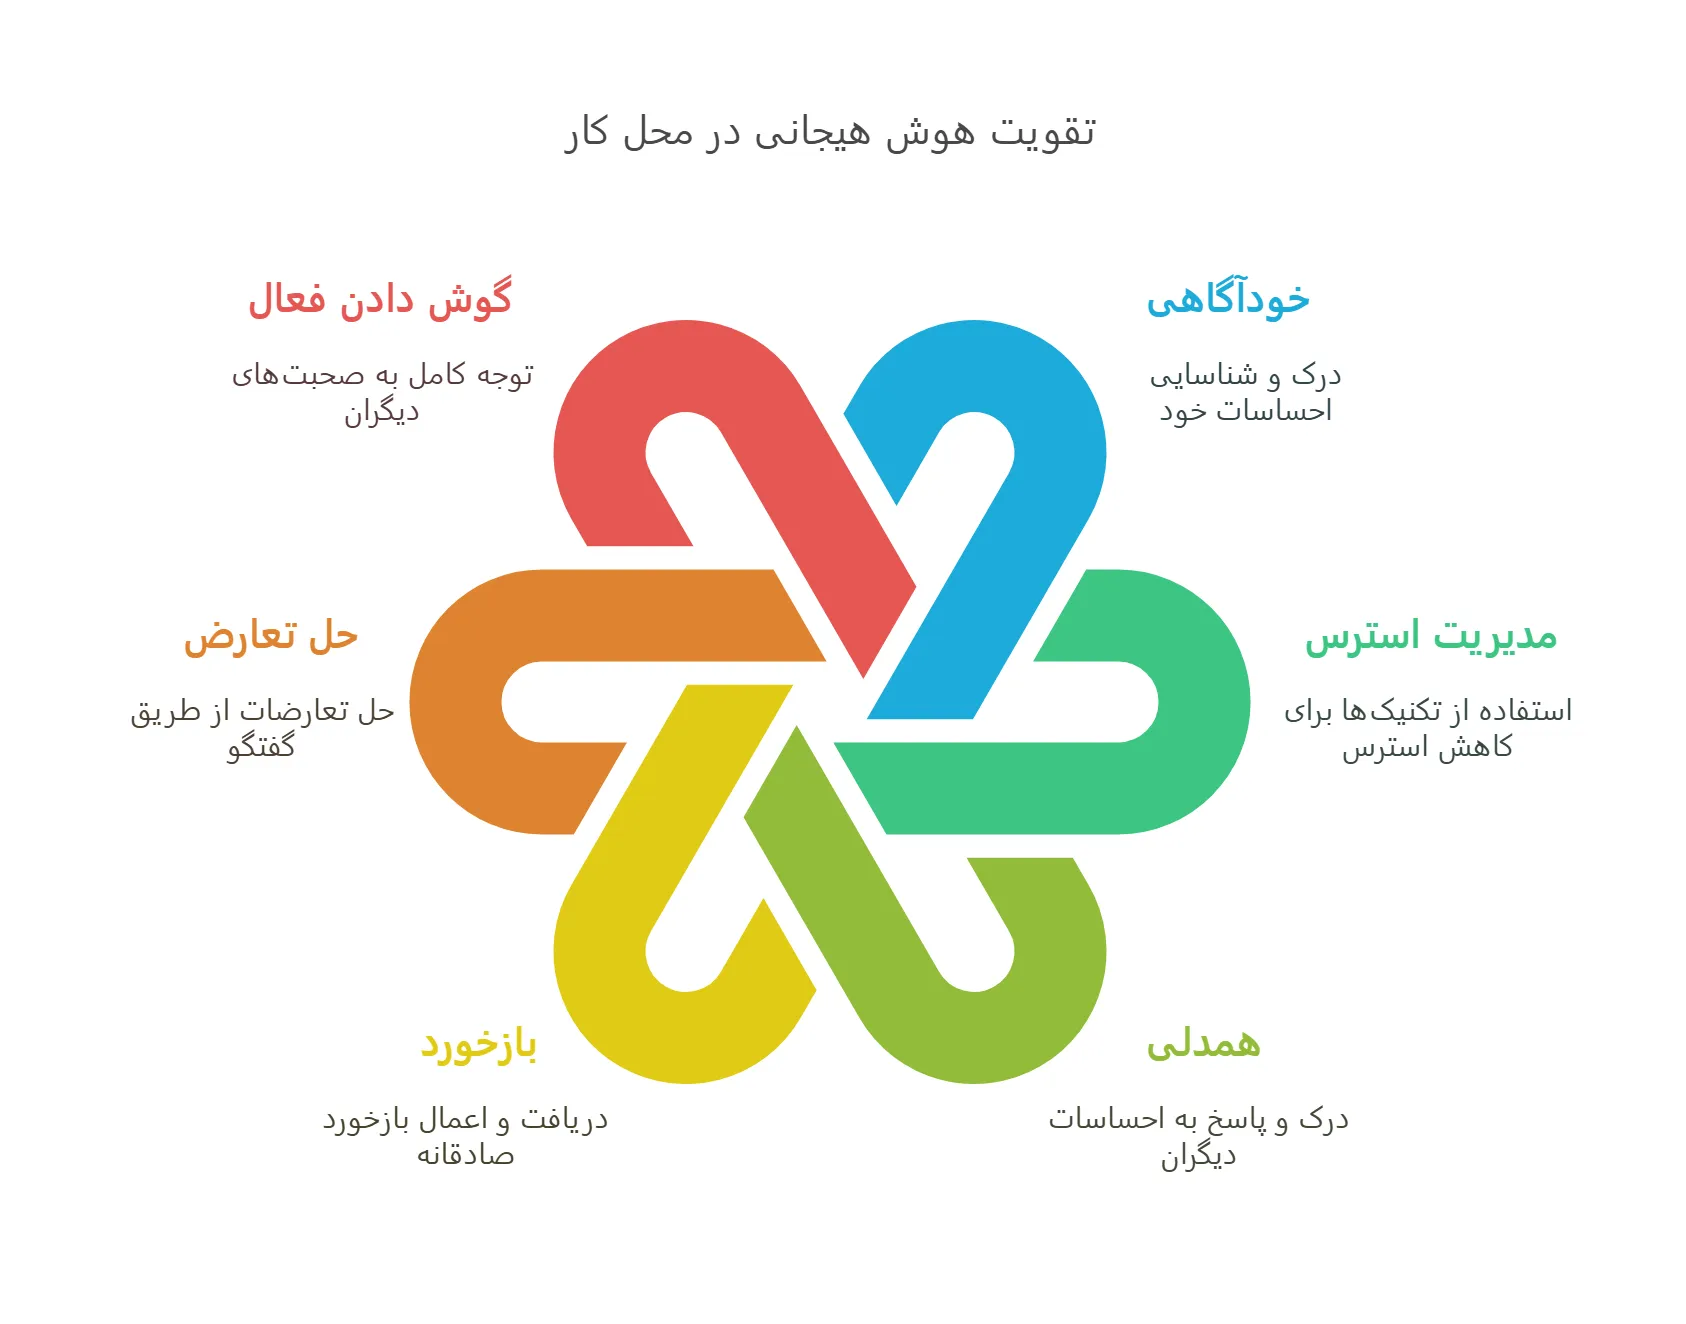 تقویت هوش هیجانی در محل کار
خودآگاهی
درک و شناسایی
احساسات خود
گوش دادن فعال
توجه کامل به صحبت‌های
دیگران
مدیریت استرس
استفاده از تکنیک‌ها برای
کاهش استرس
حل تعارض
حل تعارضات از طریق
گفتگو
همدلی
درک و پاسخ به احساسات
دیگران
بازخورد
دریافت و اعمال بازخورد
صادقانه